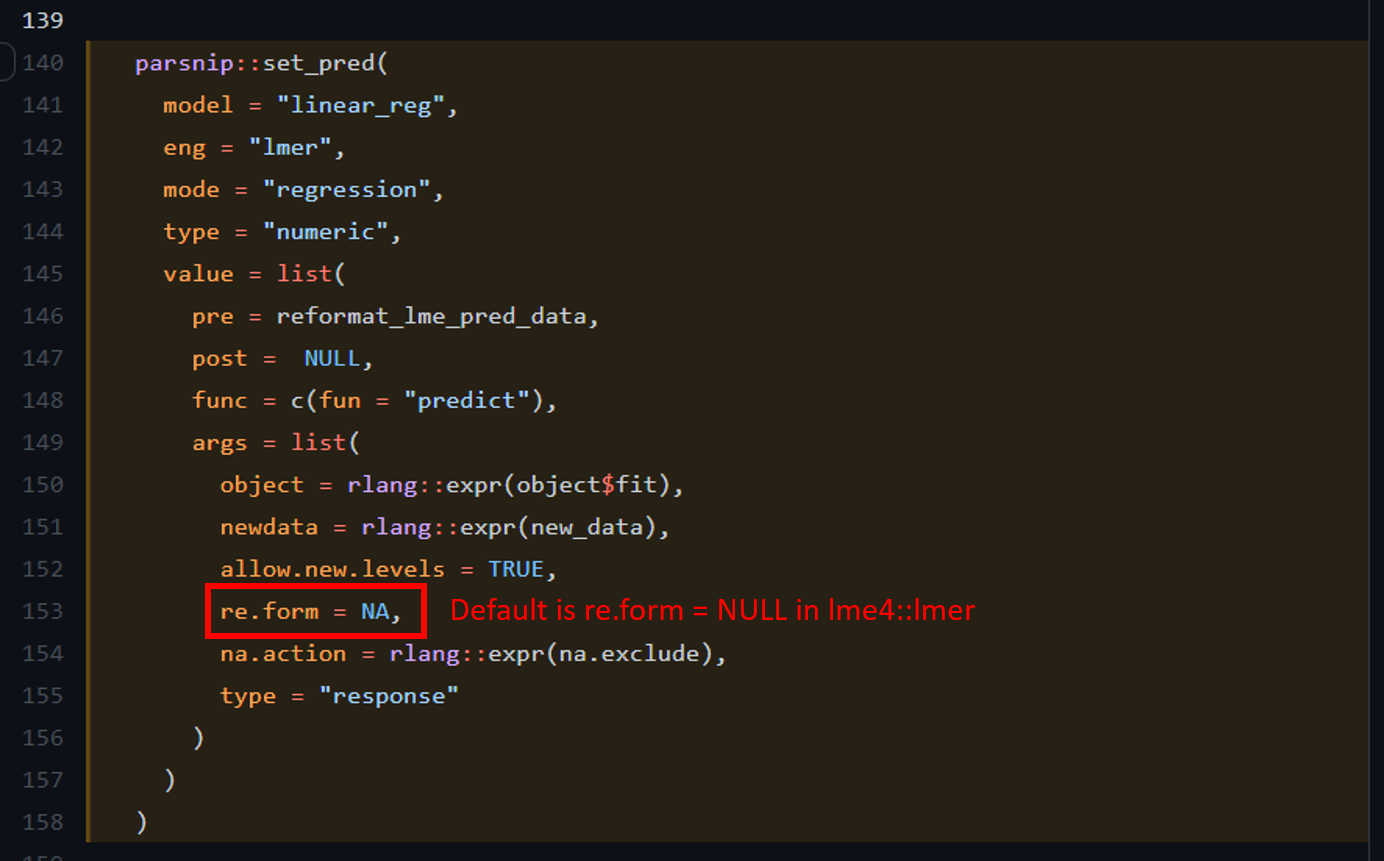 139
140 parsnip::set_pred(
141 model = "linear_reg",
142 eng = "lmer",
143 mode = "regression",
144 type = "numeric",
145 value = list(
146 pre = reformat_lme_pred_data,
147 post =  NULL,
148 func = c(fun = "predict"),
149 args = list(
150 object = rlang::expr(object$fit),
151 newdata = rlang::expr(new_data),
152 allow.new.levels = TRUE,
153 re.form = NA, Default is re.form = NULL in lme4::lmer
154 na.action = rlang::expr(na.exclude),
155 type = "response"
156 )
157 )
158 )